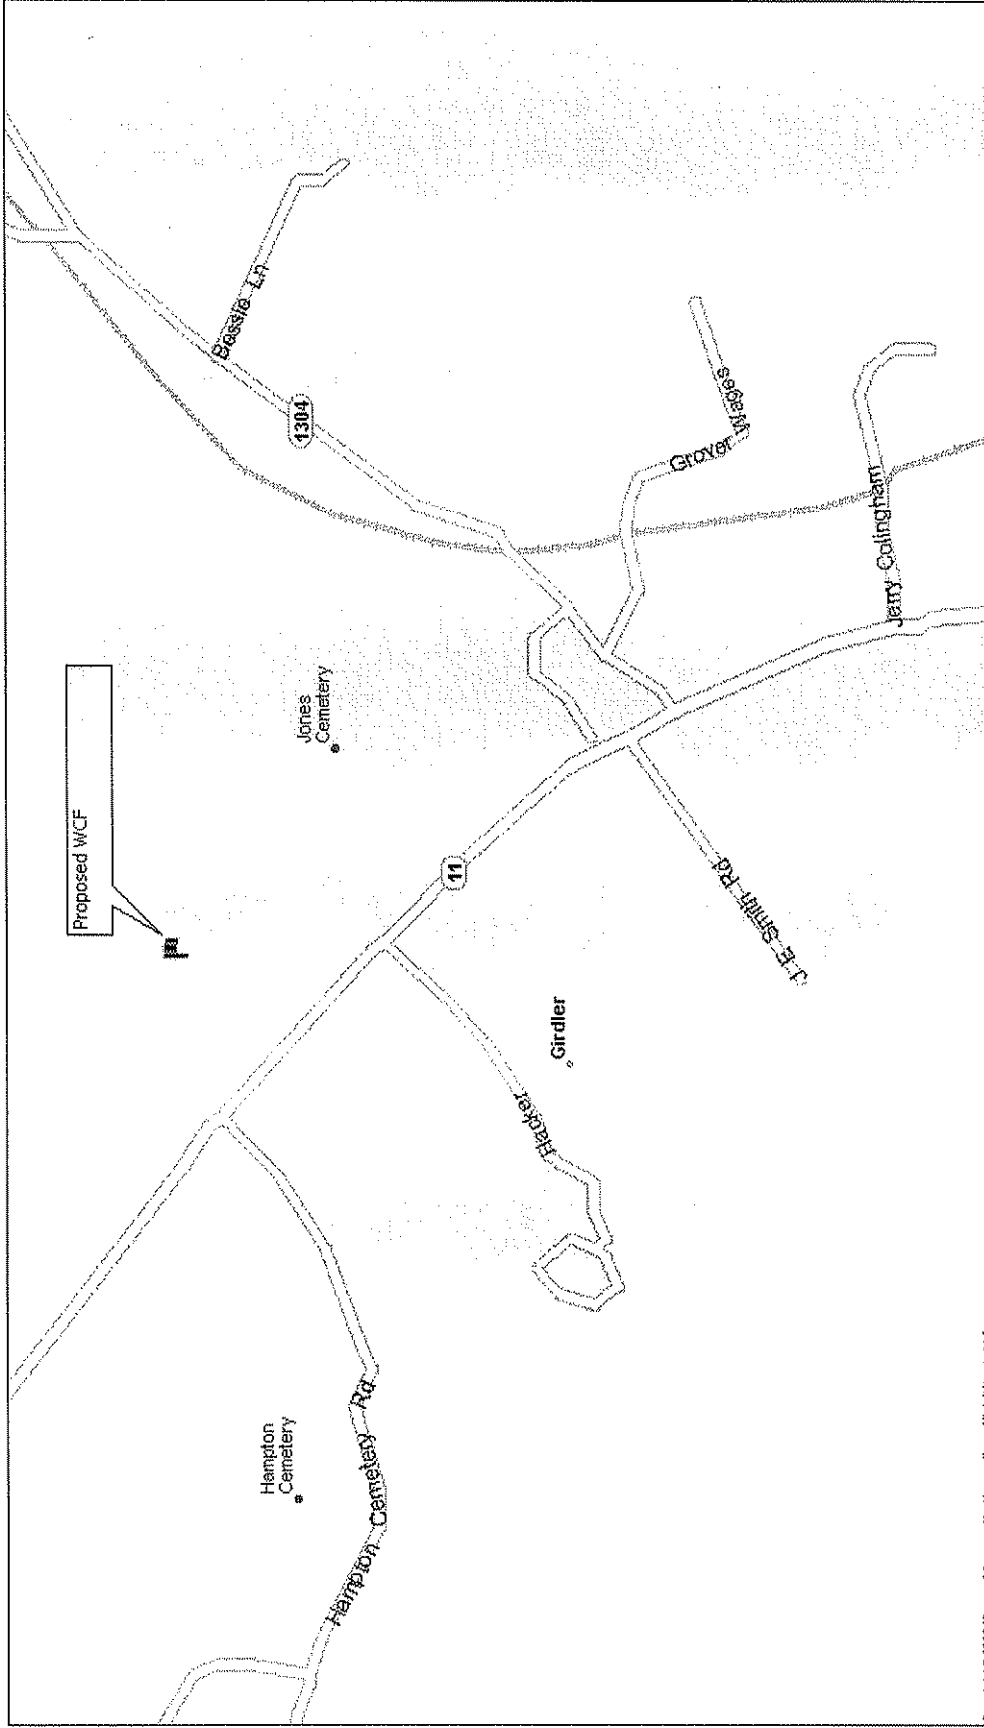 Proposed WCF
Bessie Ln
1304
Jones
Cemetery
Grover Wages
Jerry Collingham
11
J E Smith Rd
Girdler
Hacker
Hampton
Cemetery
Hampton Cemetery Rd